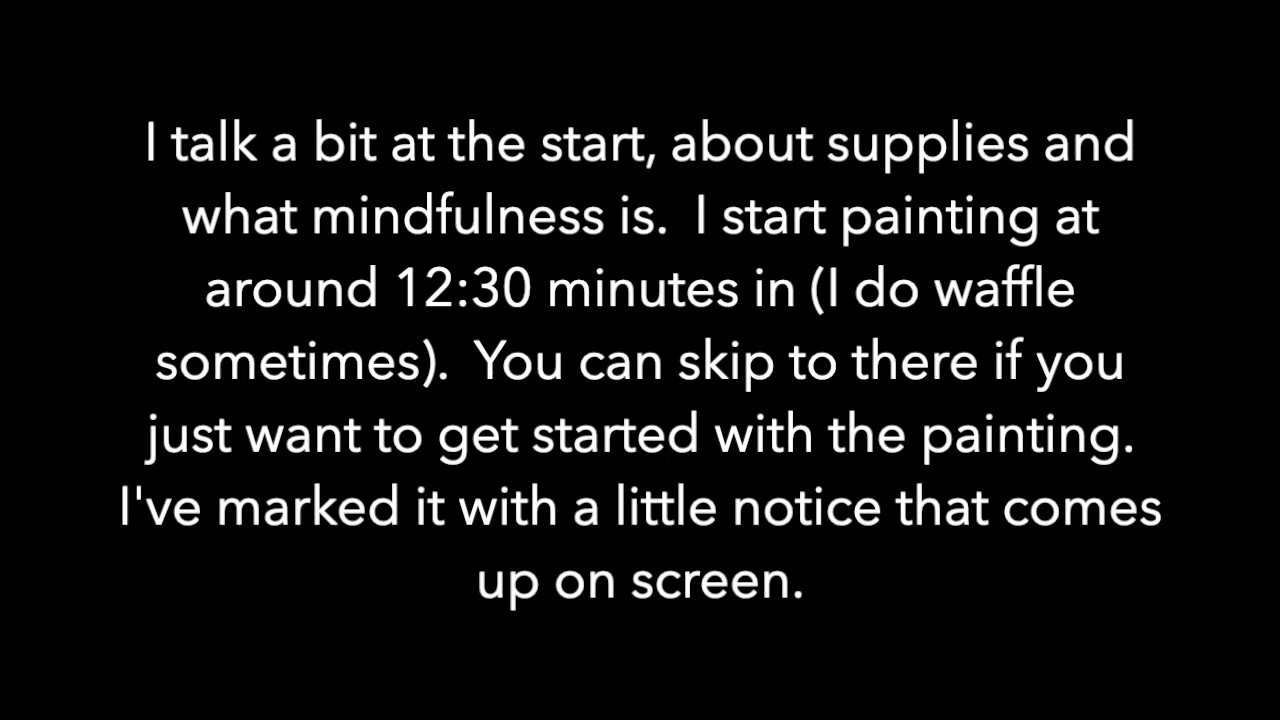 I talk a bit at the start, about supplies and
what mindfulness is.  I start painting at
around 12:30 minutes in (I do waffle
sometimes).  You can skip to there if you
just want to get started with the painting.
I've marked it with a little notice that comes
up on screen.